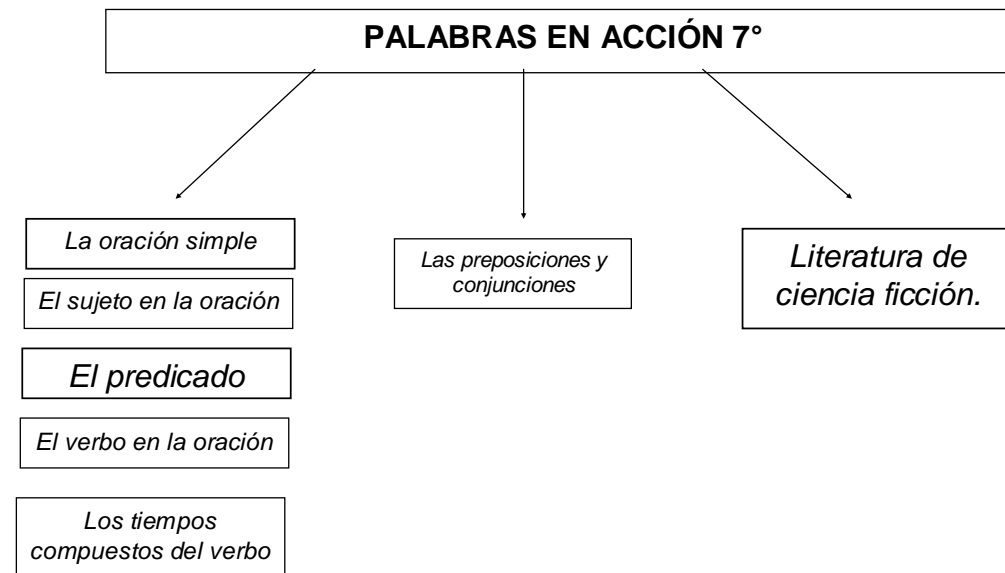 PALABRAS EN ACCIÓN 7°
La oración simple
El sujeto en la oración
El predicado
El verbo en la oración
Los tiempos
compuestos del verbo
Las preposiciones y
conjunciones
Literatura de
ciencia ficción.